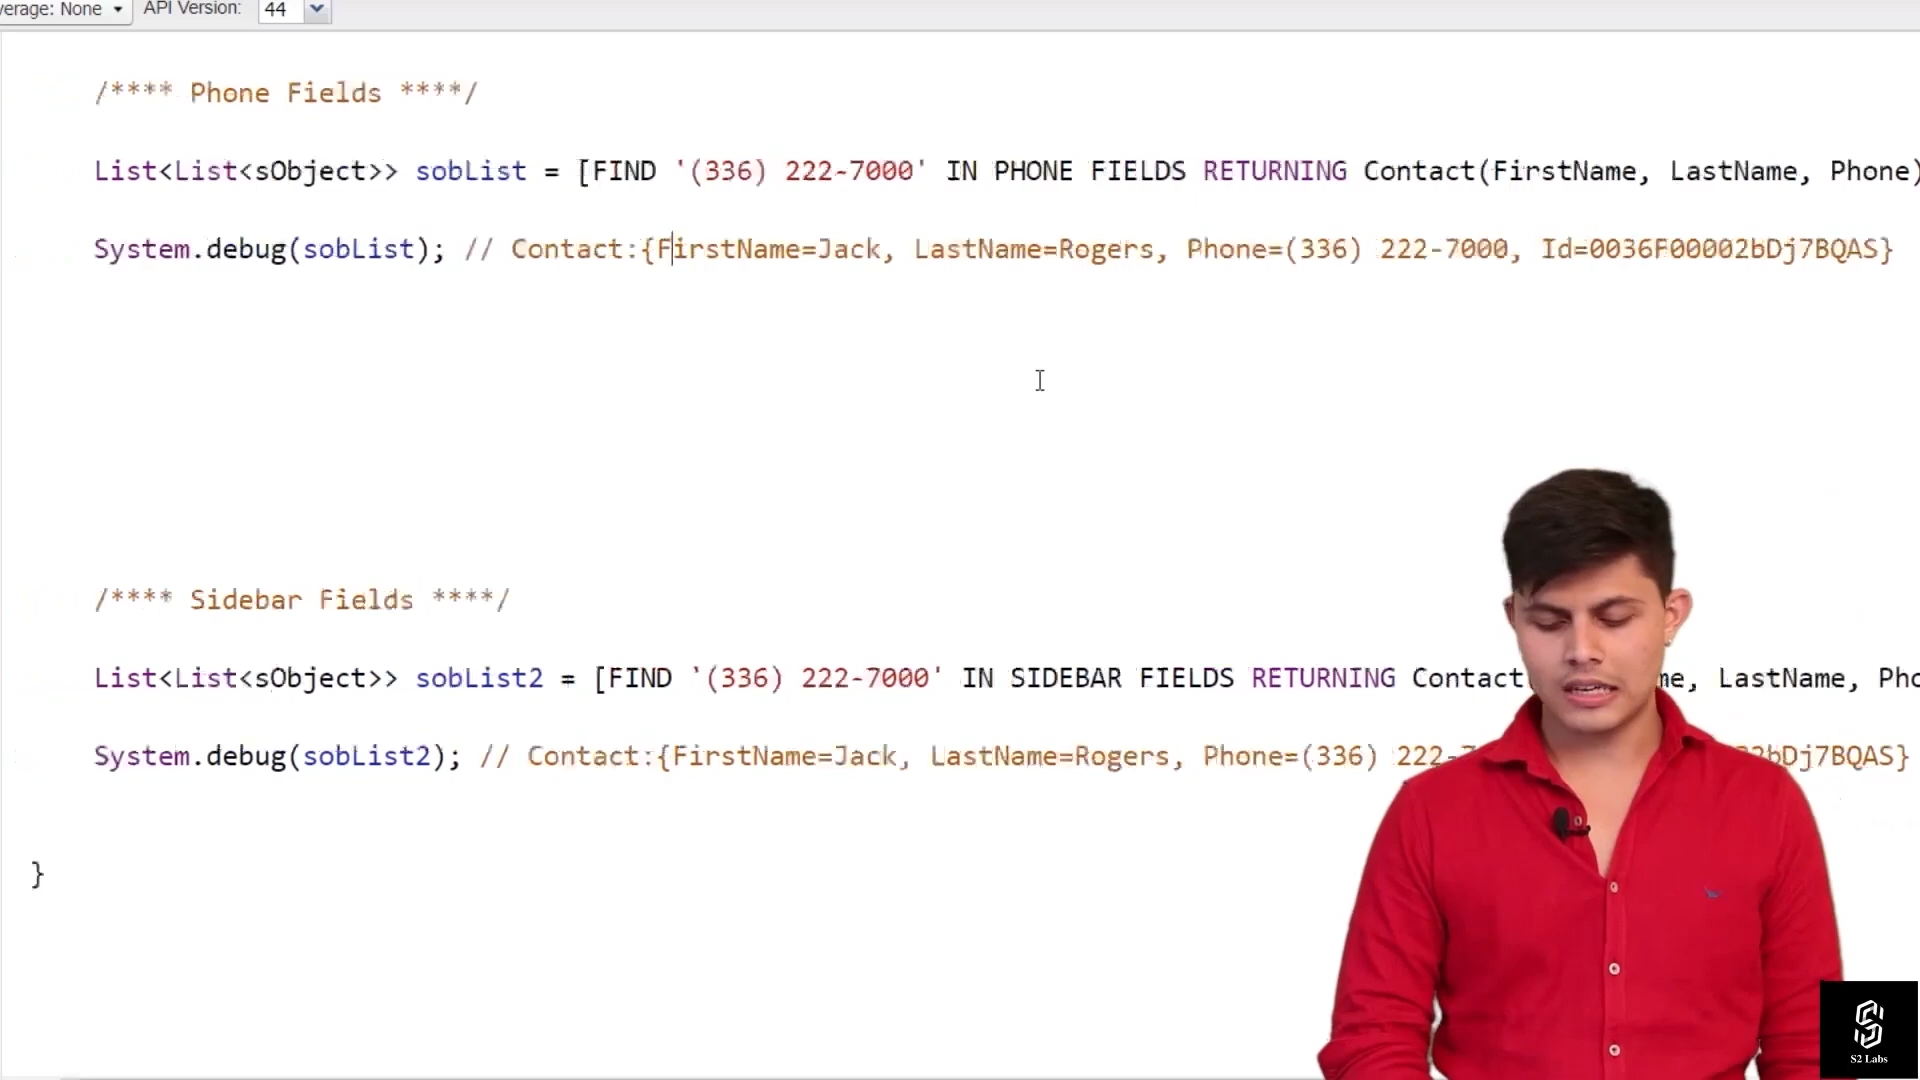 verage: None API Version: 44
/**** Phone Fields ****/
List<List<sObject>> sobList = [FIND '(336) 222-7000' IN PHONE FIELDS RETURNING Contact(FirstName, LastName, Phone)
System.debug(sobList); // Contact:{FirstName=Jack, LastName=Rogers, Phone=(336) 222-7000, Id=0036F00002bDj7BQAS}
/**** Sidebar Fields ****/
List<List<sObject>> sobList2 = [FIND '(336) 222-7000' IN SIDEBAR FIELDS RETURNING Contact me, LastName, Pho
System.debug(sobList2); // Contact:{FirstName=Jack, LastName=Rogers, Phone=(336) 222- bDj7BQAS}
}
S2 Labs